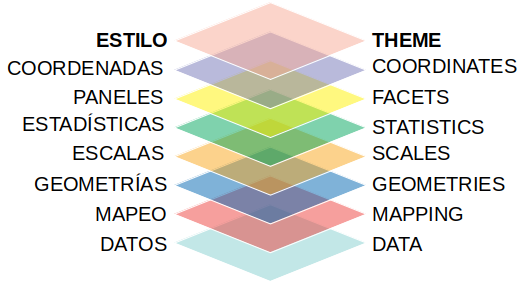 ESTILO THEME
COORDENADAS COORDINATES
PANELES FACETS
ESTADÍSTICAS STATISTICS
ESCALAS SCALES
GEOMETRÍAS GEOMETRIES
MAPEO MAPPING
DATOS DATA